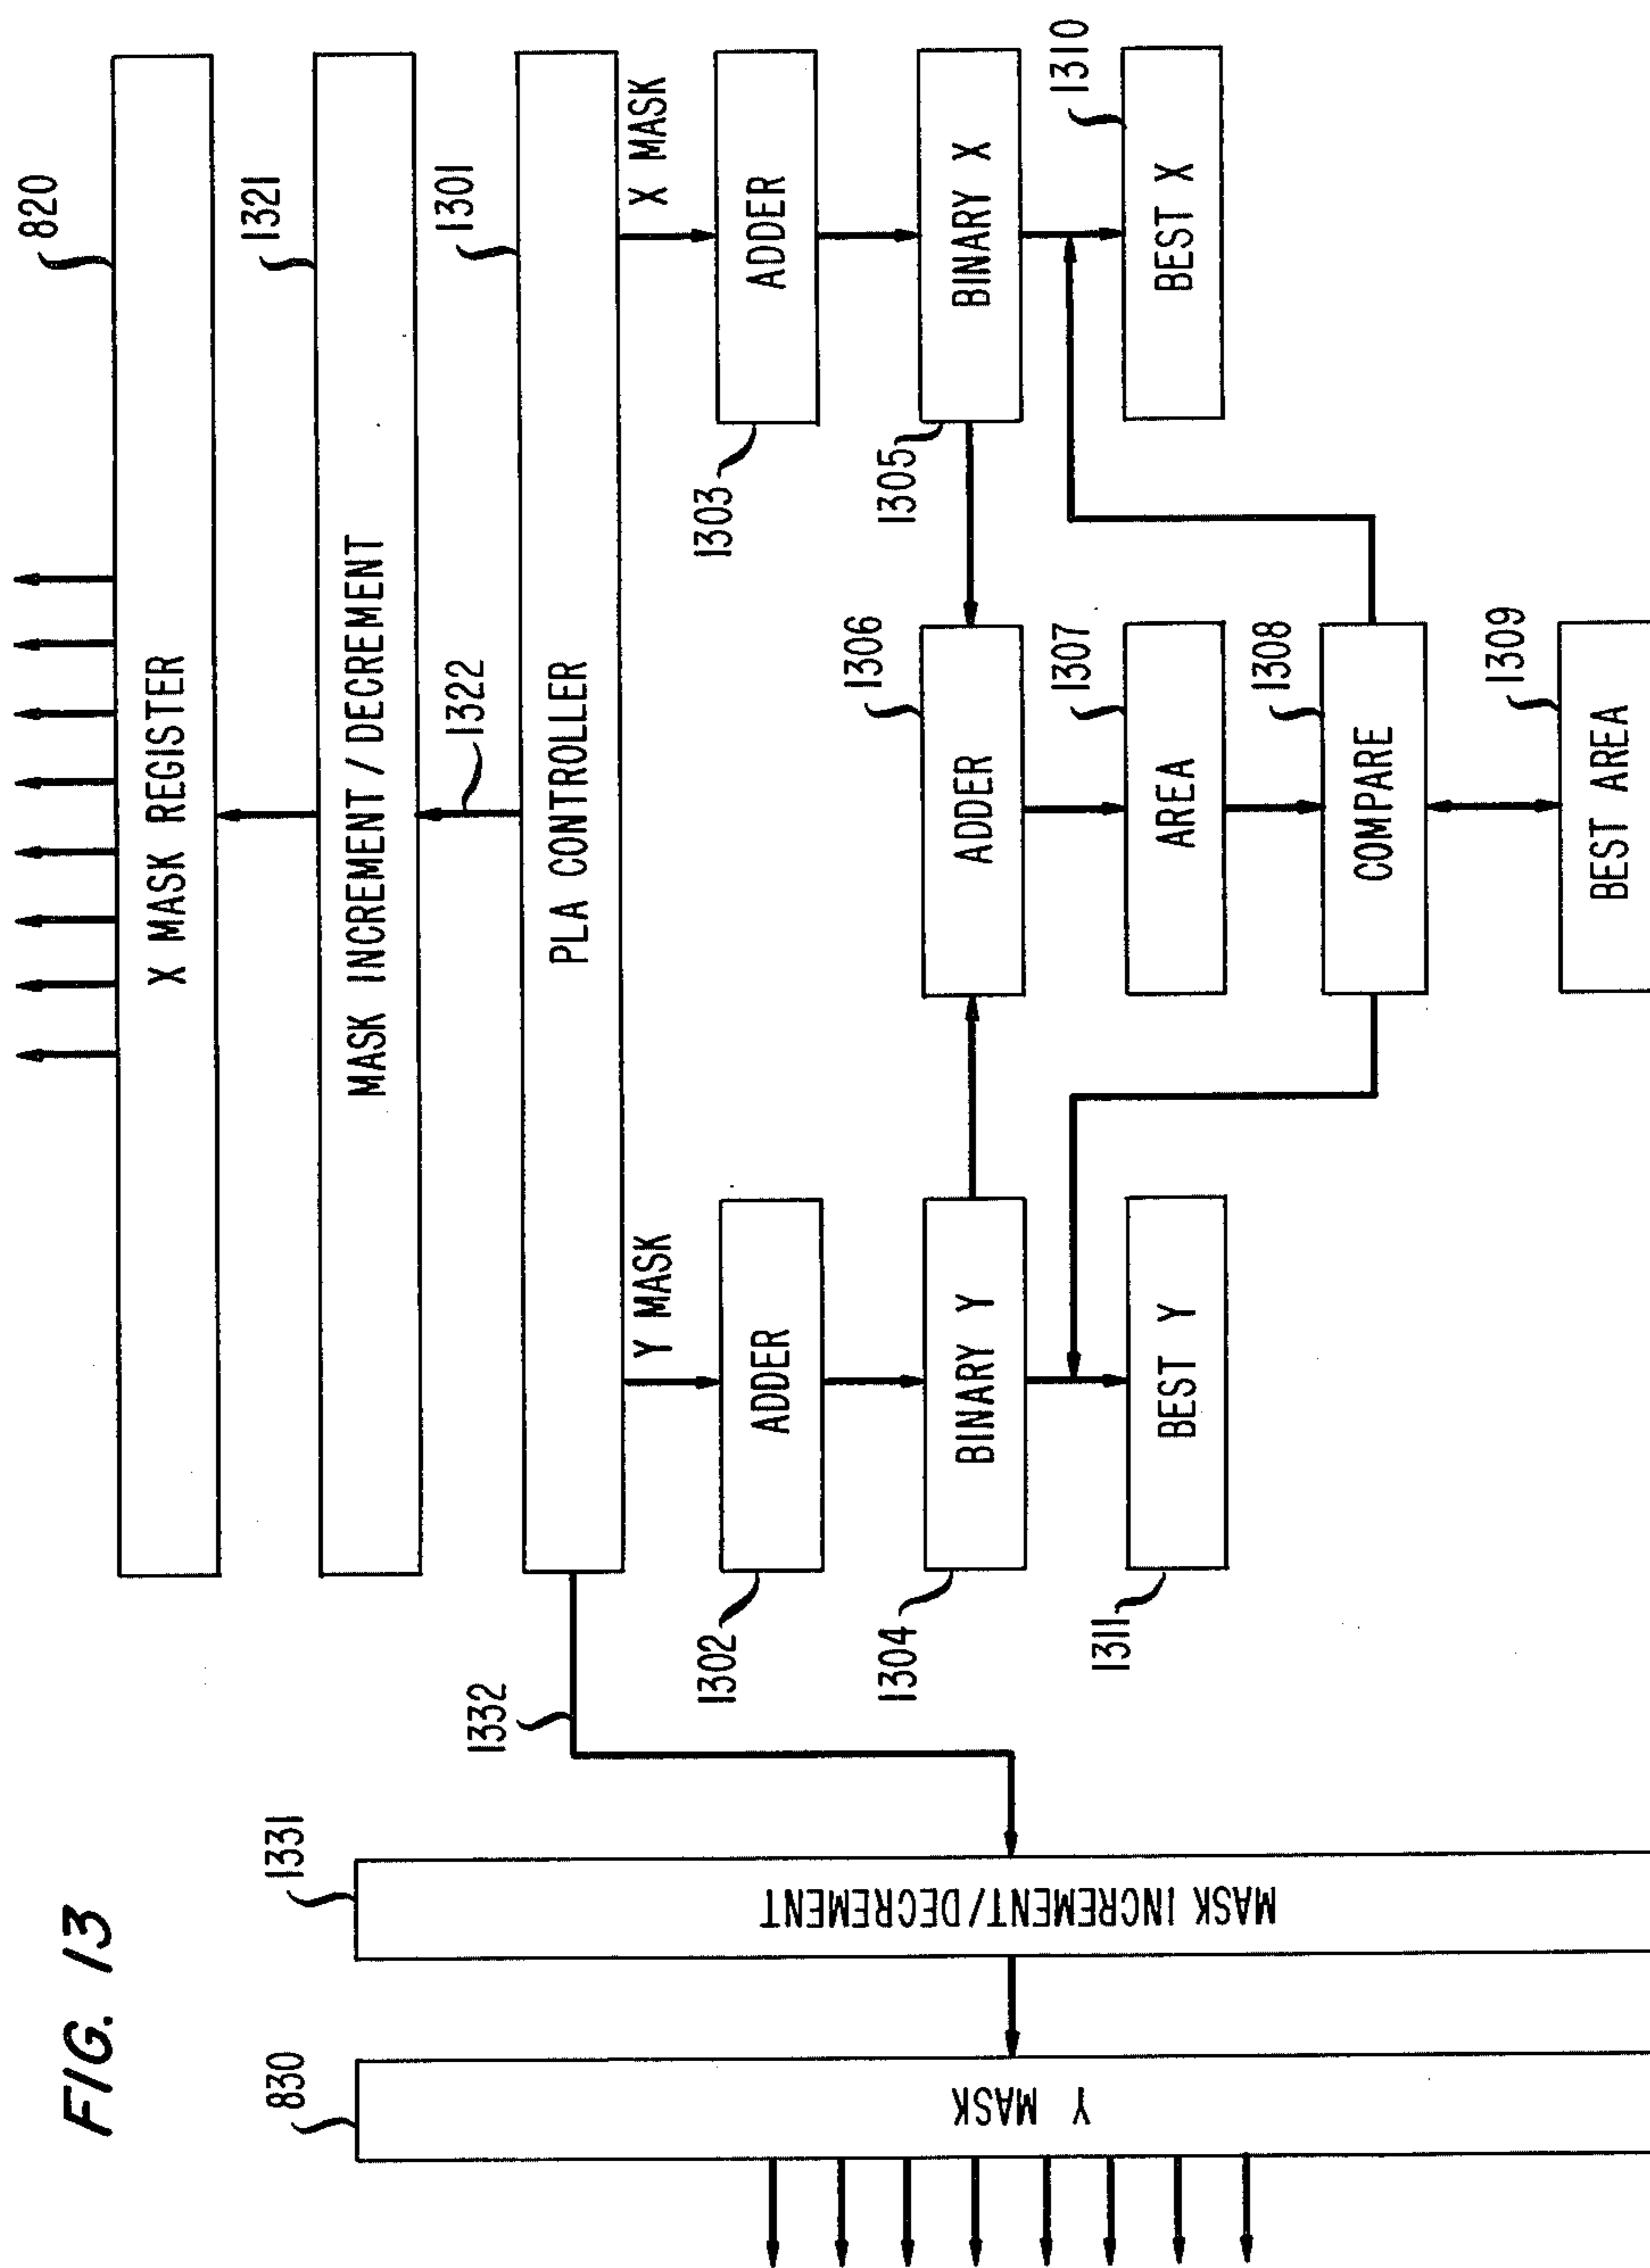 FIG. 13
820
X MASK REGISTER
1321
MASK INCREMENT / DECREMENT
1322
1301
PLA CONTROLLER
Y MASK
X MASK
1332
1302
ADDER
1303
ADDER
1304
BINARY Y
1306
ADDER
1305
BINARY X
1311
BEST Y
1307
AREA
1310
BEST X
1308
COMPARE
1309
BEST AREA
830
Y MASK
1331
MASK INCREMENT/DECREMENT